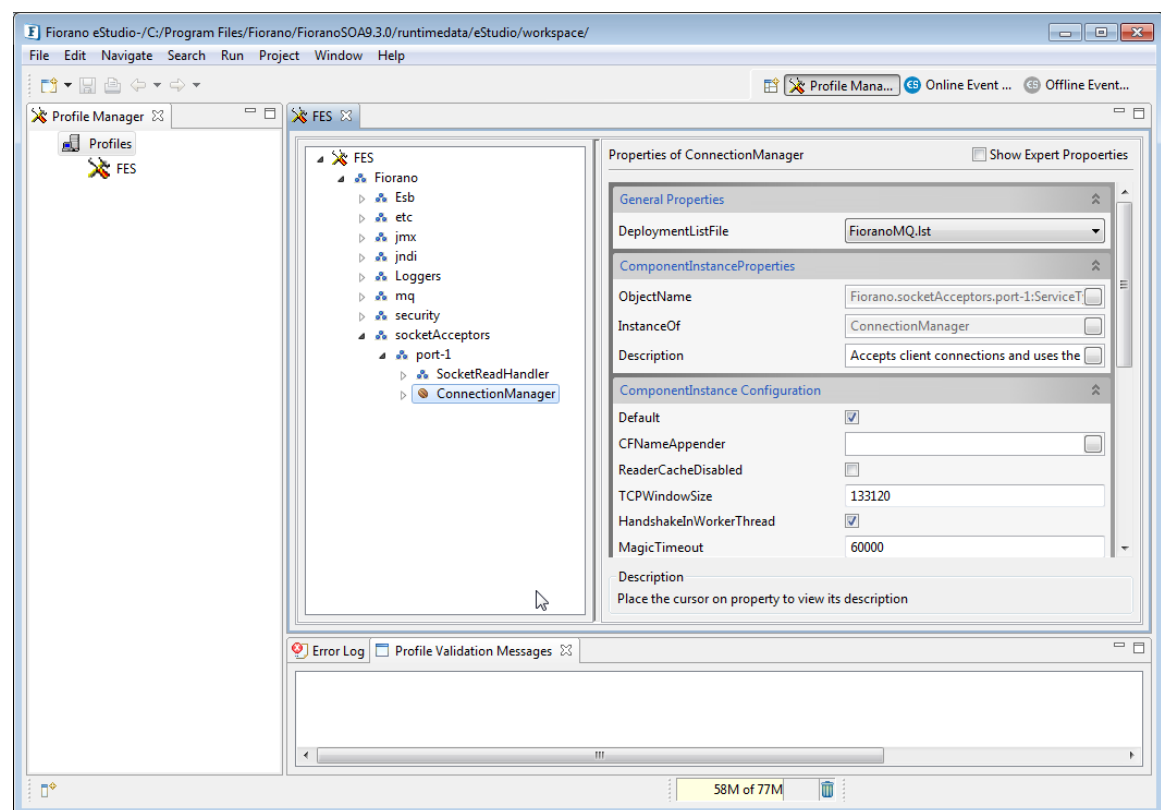 Fiorano eStudio-/C:/Program Files/Fiorano/FioranoSOA9.3.0/runtimedata/eStudio/workspace/
File Edit Navigate Search Run Project Window Help
Profile Mana... Online Event ... Offline Event...
Profile Manager
Profiles
FES
FES
FES
Fiorano
Esb
etc
jmx
jndi
Loggers
mq
security
socketAcceptors
port-1
SocketReadHandler
ConnectionManager
Properties of ConnectionManager
Show Expert Propoerties
General Properties
DeploymentListFile FioranoMQ.lst
ComponentInstanceProperties
ObjectName Fiorano.socketAcceptors.port-1:ServiceTy
InstanceOf ConnectionManager
Description Accepts client connections and uses the
ComponentInstance Configuration
Default
CFNameAppender
ReaderCacheDisabled
TCPWindowSize 133120
HandshakeInWorkerThread
MagicTimeout 60000
Description
Place the cursor on property to view its description
Error Log Profile Validation Messages
58M of 77M